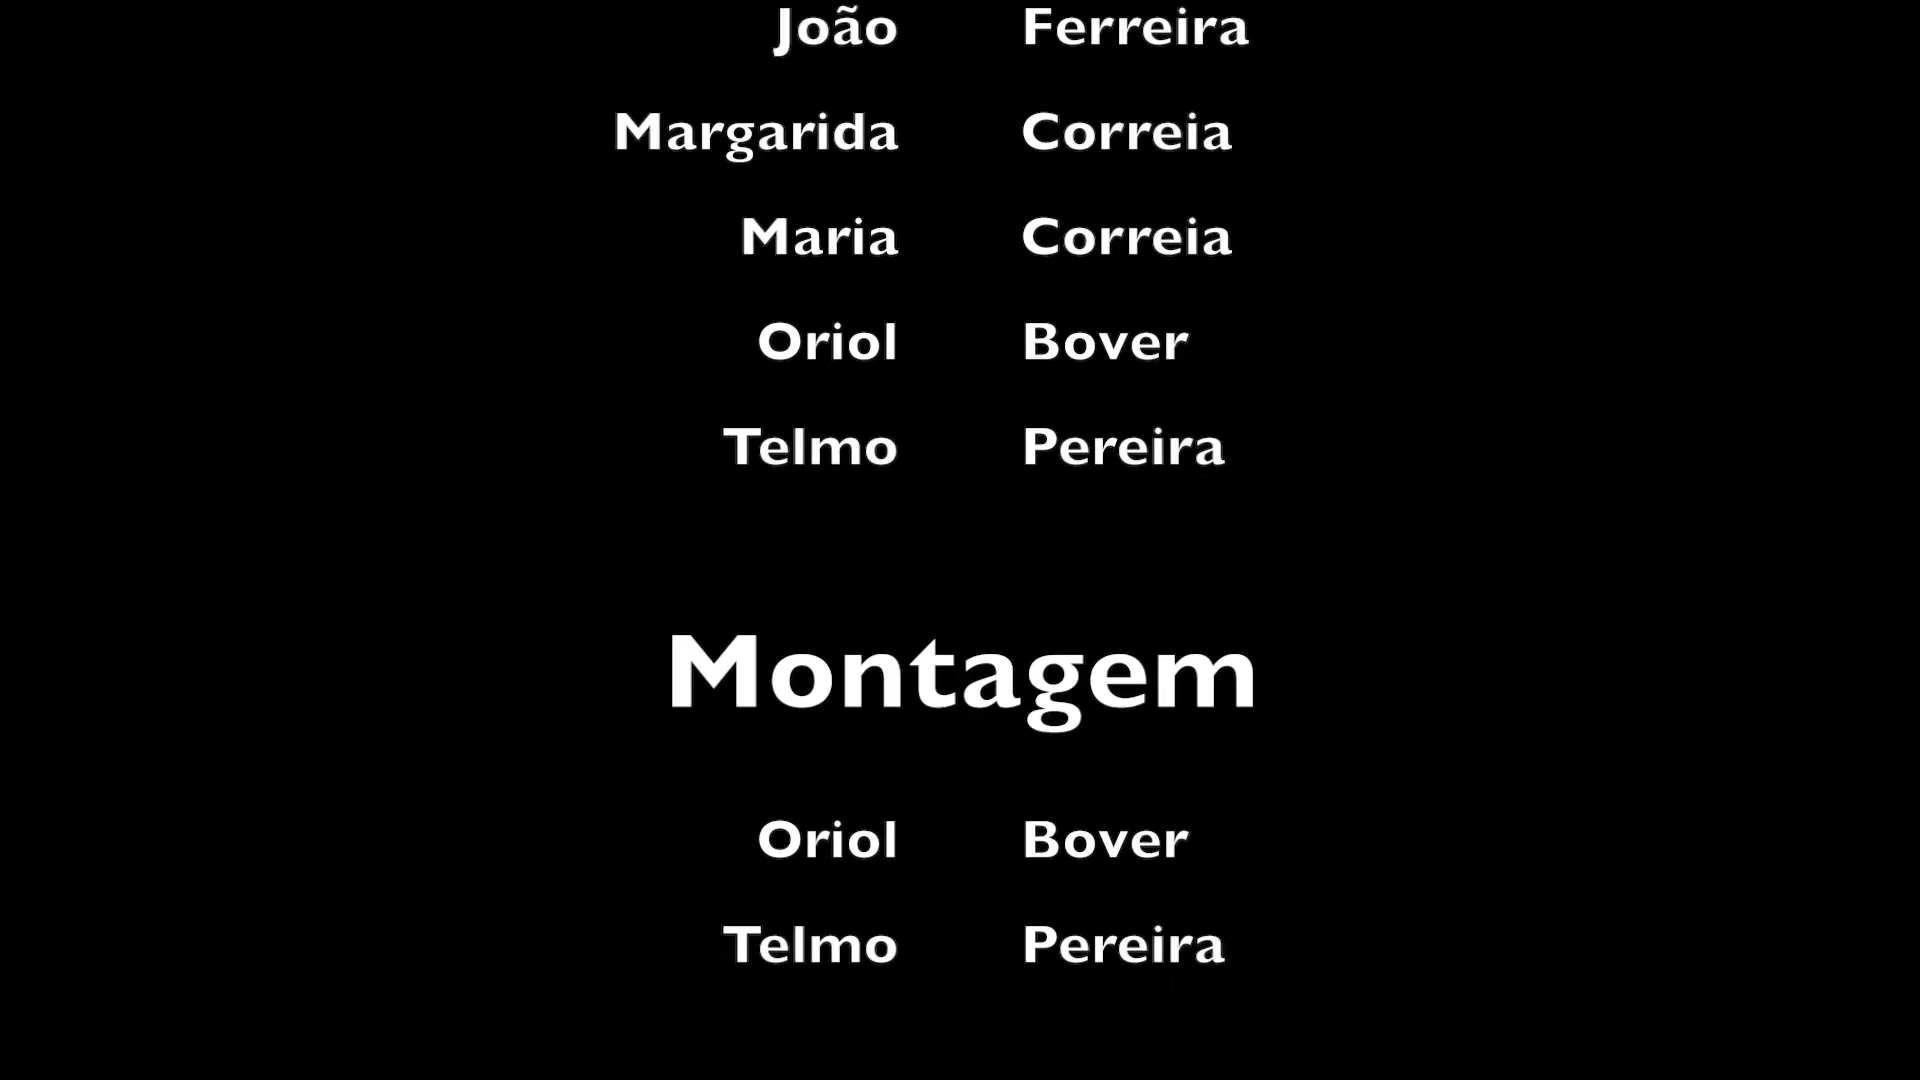 João Ferreira
Margarida Correia
Maria Correia
Oriol Bover
Telmo Pereira
Montagem
Oriol Bover
Telmo Pereira